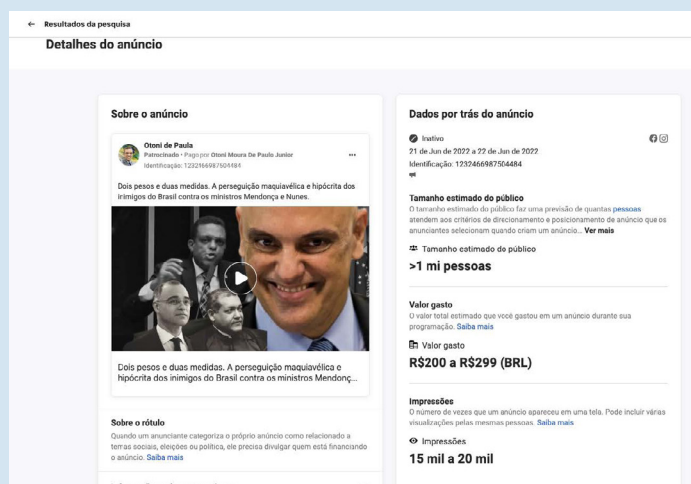 ← Resultados da pesquisa
Detalhes do anúncio
Sobre o anúncio
Otoni de Paula
Patrocinado • Pago por Otoni Moura De Paulo Junior
Identificação: 1232466987504484
Dois pesos e duas medidas. A perseguição maquiavélica e hipócrita dos
inimigos do Brasil contra os ministros Mendonça e Nunes.
Dois pesos e duas medidas. A perseguição maquiavélica e
hipócrita dos inimigos do Brasil contra os ministros Mendonç...
Sobre o rótulo
Quando um anunciante categoriza o próprio anúncio como relacionado a
temas sociais, eleições ou política, ele precisa divulgar quem está financiando
o anúncio. Saiba mais
Dados por trás do anúncio
Inativo
21 de Jun de 2022 a 22 de Jun de 2022
Identificação: 1232466987504484
Tamanho estimado do público
O tamanho estimado do público faz uma previsão de quantas pessoas
atendem aos critérios de direcionamento e posicionamento de anúncio que os
anunciantes selecionam quando criam um anúncio... Ver mais
Tamanho estimado de público
>1 mi pessoas
Valor gasto
O valor total estimado que você gastou em um anúncio durante sua
programação. Saiba mais
Valor gasto
R$200 a R$299 (BRL)
Impressões
O número de vezes que um anúncio apareceu em uma tela. Pode incluir várias
visualizações pelas mesmas pessoas. Saiba mais
Impressões
15 mil a 20 mil